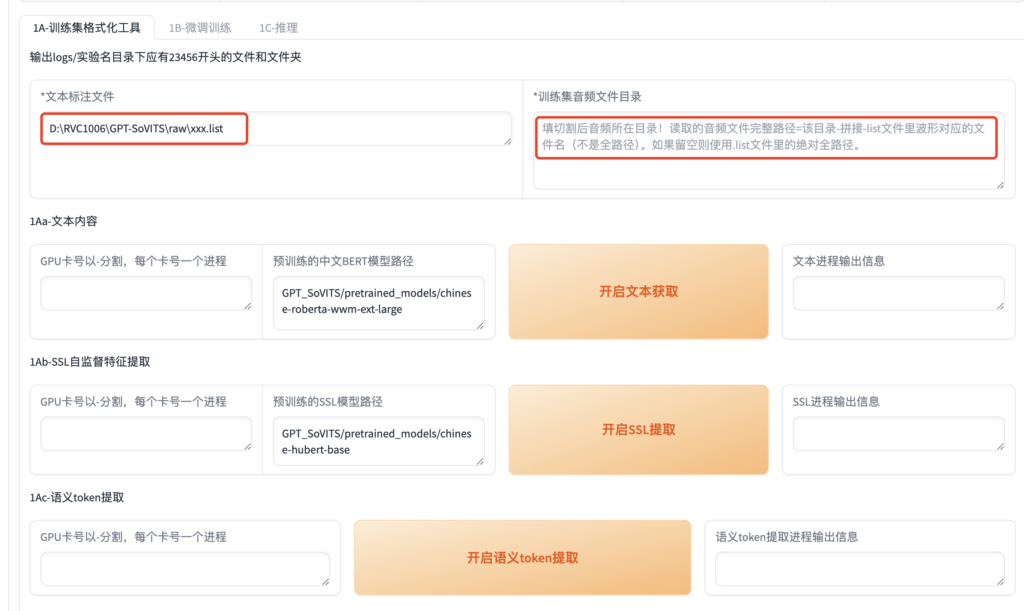 1A-训练集格式化工具
1B-微调训练
1C-推理
输出logs/实验名目录下应有23456开头的文件和文件夹
*文本标注文件
D:\RVC1006\GPT-SoVITS\raw\xxx.list
*训练集音频文件目录
填切割后音频所在目录！读取的音频文件完整路径=该目录-拼接-list文件里波形对应的文
件名（不是全路径）。如果留空则使用.list文件里的绝对全路径。
1Aa-文本内容
GPU卡号以-分割，每个卡号一个进程
预训练的中文BERT模型路径
GPT_SoVITS/pretrained_models/chines
e-roberta-wwm-ext-large
开启文本获取
文本进程输出信息
1Ab-SSL自监督特征提取
GPU卡号以-分割，每个卡号一个进程
预训练的SSL模型路径
GPT_SoVITS/pretrained_models/chines
e-hubert-base
开启SSL提取
SSL进程输出信息
1Ac-语义token提取
GPU卡号以-分割，每个卡号一个进程
开启语义token提取
语义token提取进程输出信息